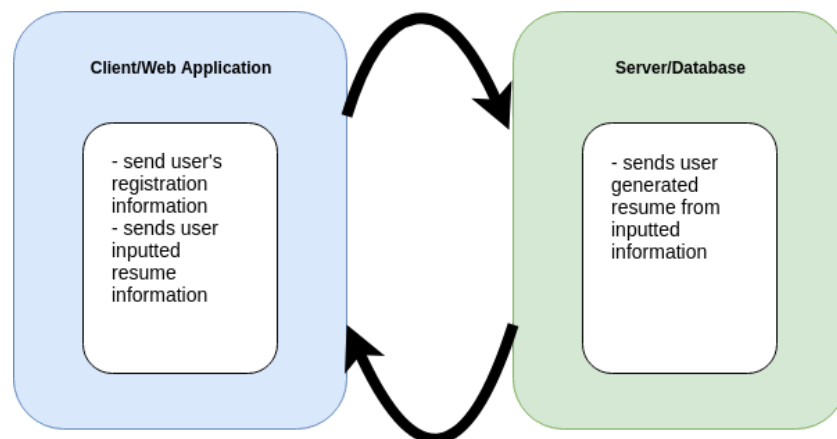 Client/Web Application
- send user's
registration
information
- sends user
inputted
resume
information
Server/Database
- sends user
generated
resume from
inputted
information